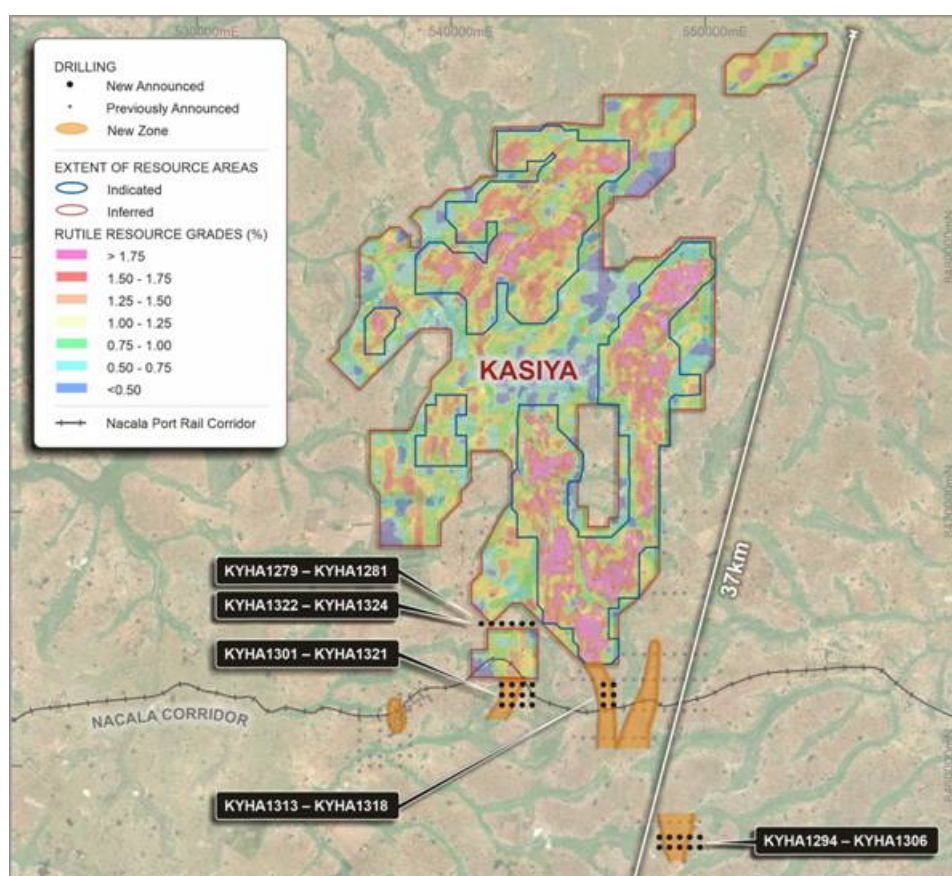 530000mE
540000mE
550000mE
N
DRILLING
New Announced
Previously Announced
New Zone
EXTENT OF RESOURCE AREAS
Indicated
Inferred
RUTILE RESOURCE GRADES (%)
> 1.75
1.50 - 1.75
1.25 - 1.50
1.00 - 1.25
0.75 - 1.00
0.50 - 0.75
<0.50
Nacala Port Rail Corridor
KASIYA
37km
KYHA1279 – KYHA1281
KYHA1322 – KYHA1324
KYHA1301 – KYHA1321
NACALA CORRIDOR
KYHA1313 – KYHA1318
KYHA1294 – KYHA1306